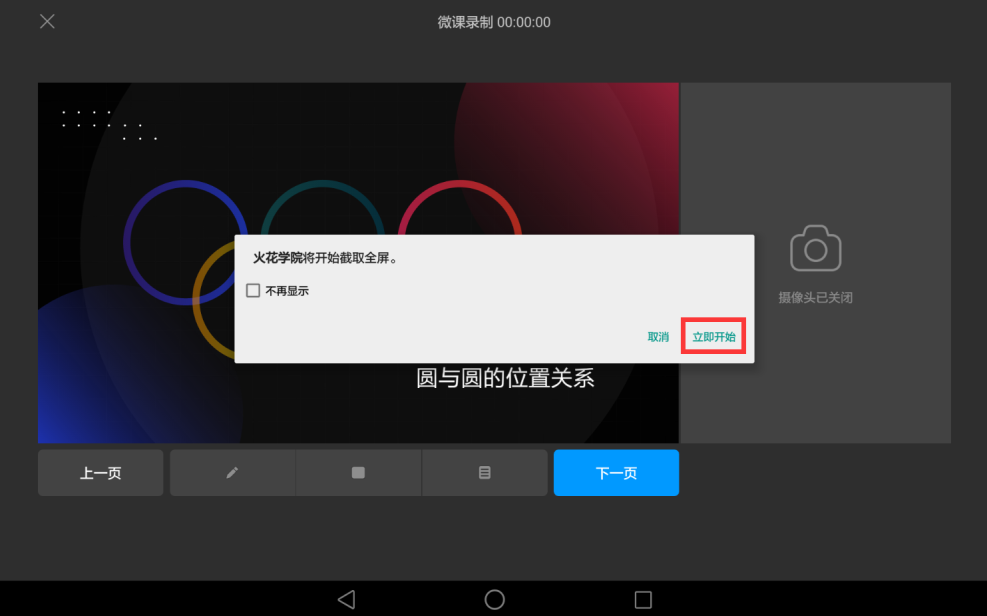 微课录制 00:00:00
火花学院将开始截取全屏。
不再显示
取消
立即开始
摄像头已关闭
圆与圆的位置关系
上一页
下一页